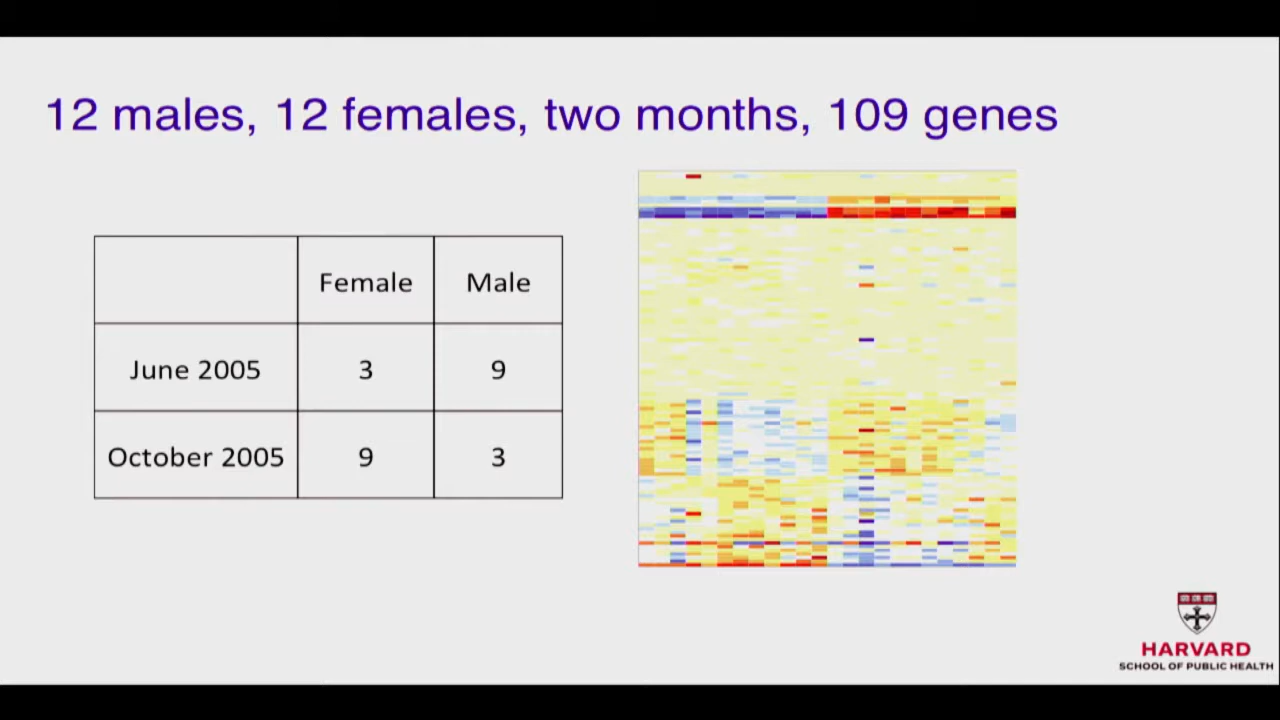 12 males, 12 females, two months, 109 genes
Female Male
June 2005 3 9
October 2005 9 3
HARVARD
SCHOOL OF PUBLIC HEALTH